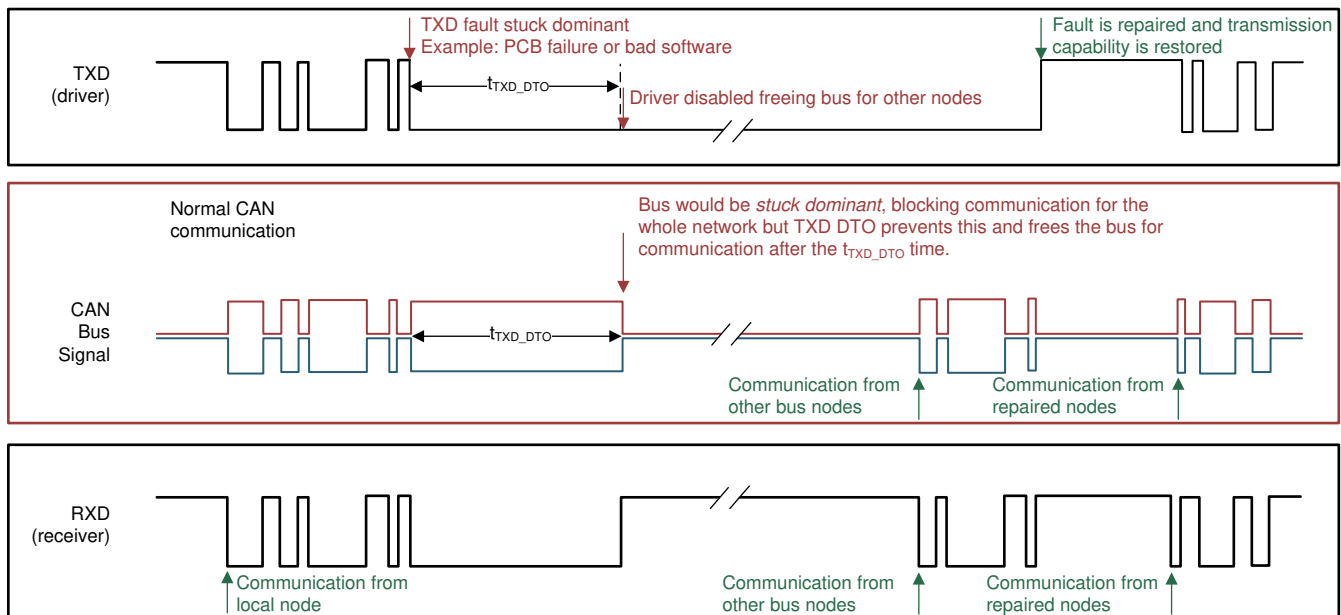 TXD fault stuck dominant
Example: PCB failure or bad software
Fault is repaired and transmission
capability is restored
TXD
(driver)
tTXD_DTO
Driver disabled freeing bus for other nodes
Normal CAN
communication
Bus would be stuck dominant, blocking communication for the
whole network but TXD DTO prevents this and frees the bus for
communication after the tTXD_DTO time.
CAN
Bus
Signal
tTXD_DTO
Communication from
other bus nodes
Communication from
repaired nodes
RXD
(receiver)
Communication from
local node
Communication from
other bus nodes
Communication from
repaired nodes